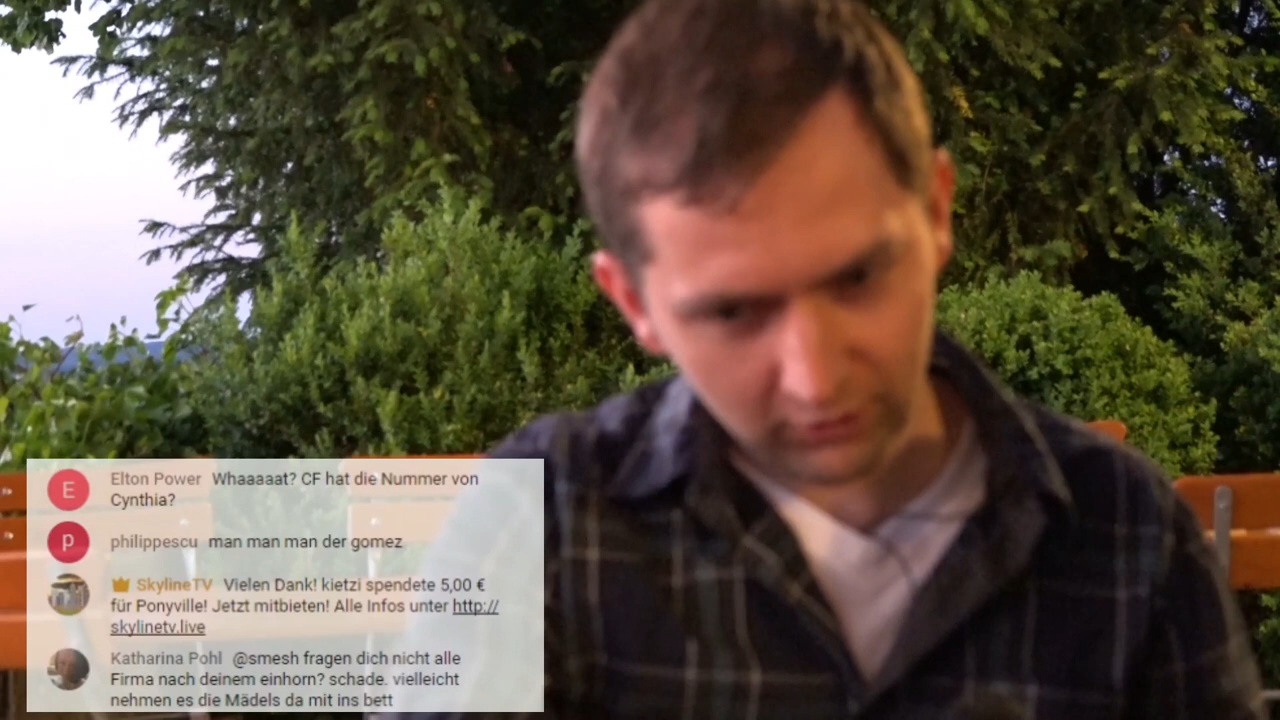 E Elton Power Whaaaaat? CF hat die Nummer von
Cynthia?
p philippescu man man man der gomez
SkylineTV Vielen Dank! kietzi spendete 5,00 €
für Ponyville! Jetzt mitbieten! Alle Infos unter http://
skylinetv.live
Katharina Pohl @smesh fragen dich nicht alle
Firma nach deinem einhorn? schade. vielleicht
nehmen es die Mädels da mit ins bett